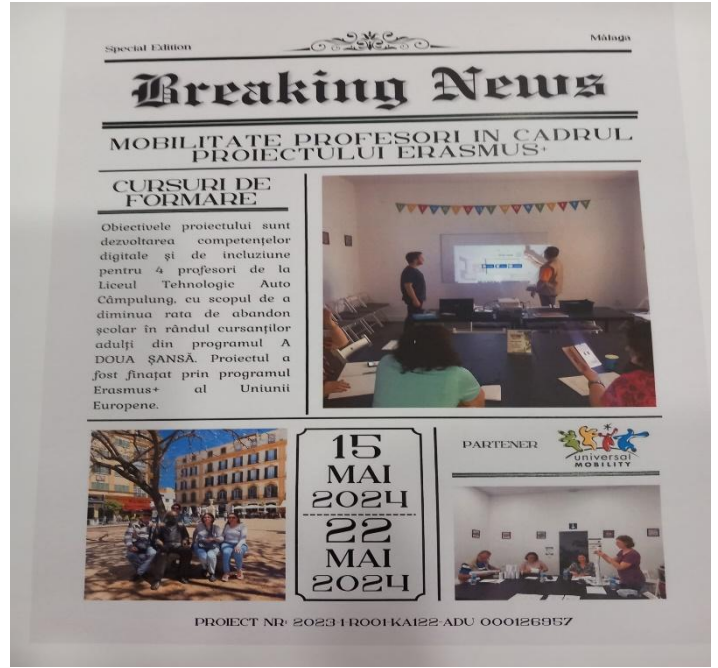 Special Edition
Málaga
Breaking News
MOBILITATE PROFESORI IN CADRUL
PROIECTULUI ERASMUS+
CURSURI DE
FORMARE
Obiectivele proiectului sunt
dezvoltarea competențelor
digitale și de incluziune
pentru 4 profesori de la
Liceul Tehnologic Auto
Câmpulung, cu scopul de a
diminua rata de abandon
școlar în rândul cursanților
adulți din programul A
DOUA ȘANSĂ. Proiectul a
fost finațat prin programul
Erasmus+ al Uniunii
Europene.
15
MAI
2024
22
MAI
2024
PARTENER
universal
MOBILITY
PROIECT NR: 2023-1-RO01-KA122-ADU 000126957